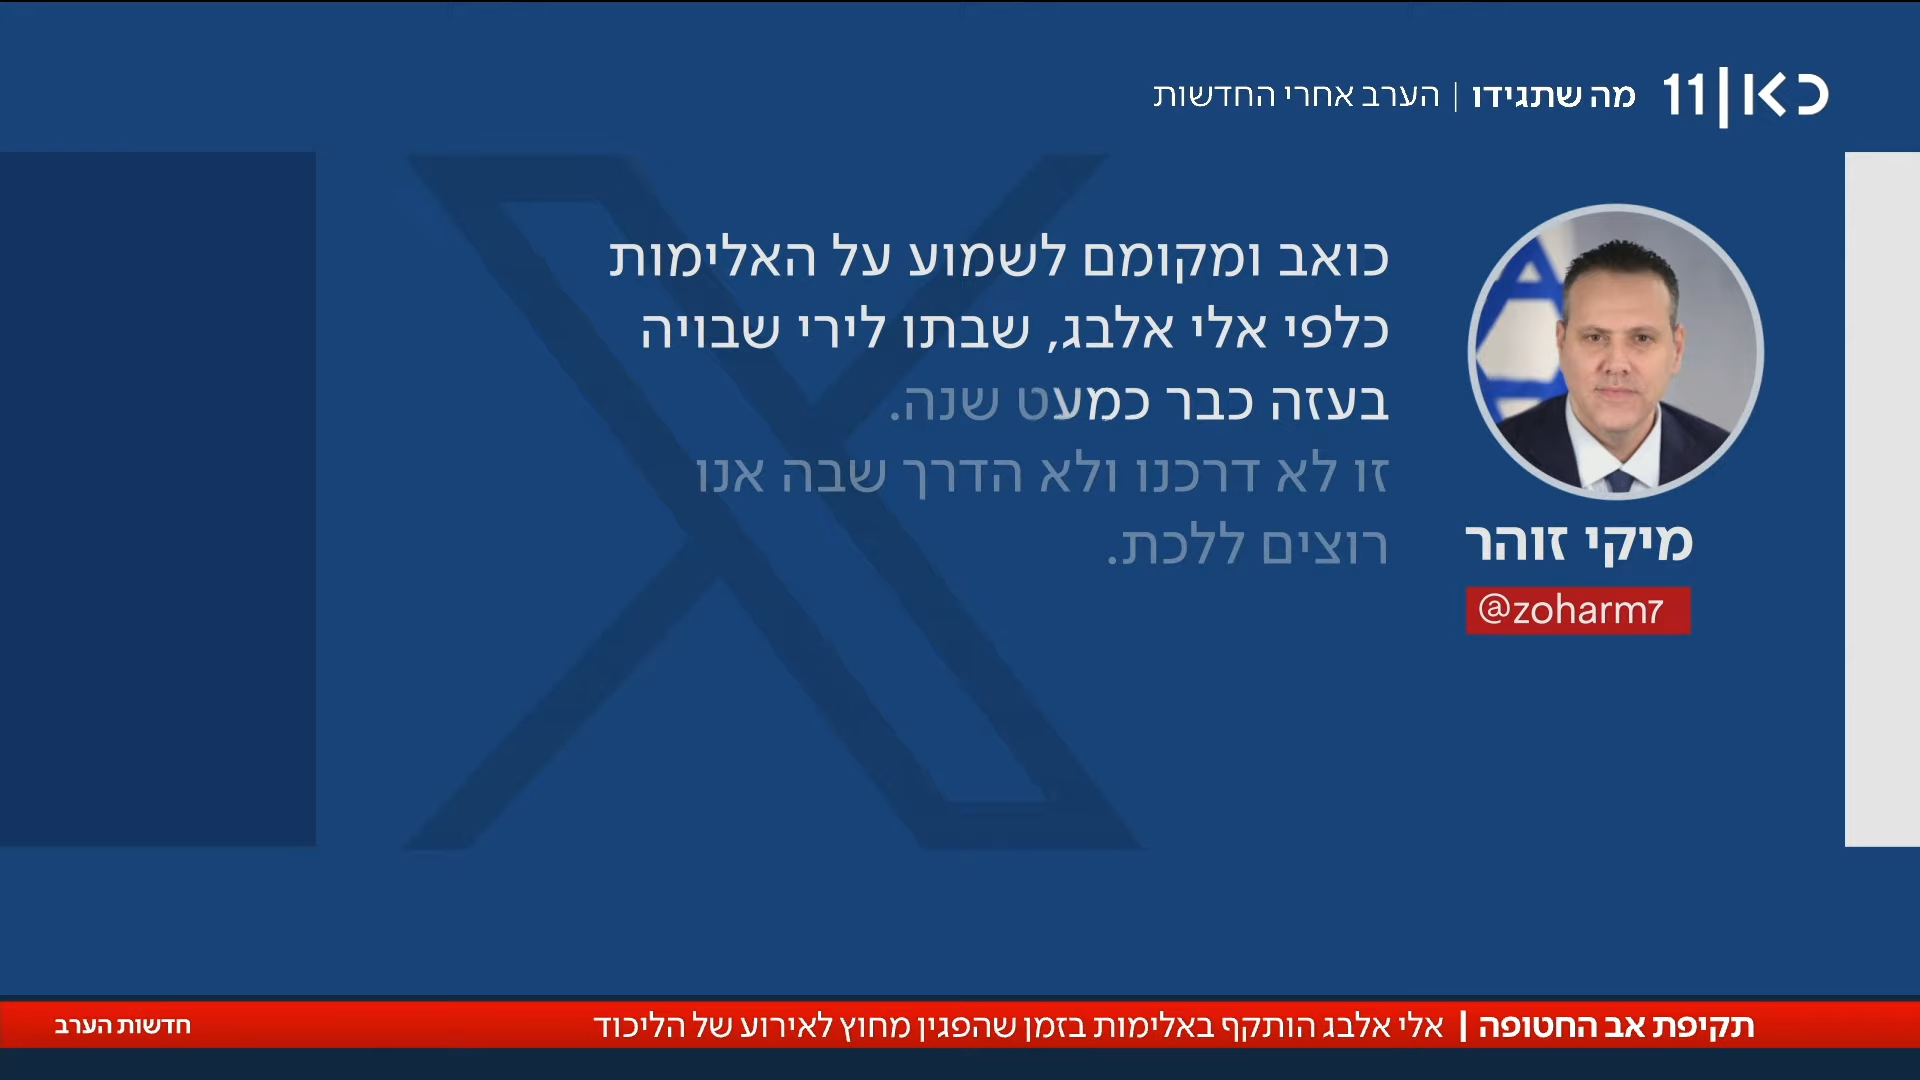 כאן|11 מה שתגידו | הערב אחרי החדשות
כואב ומקומם לשמוע על האלימות
כלפי אלי אלבג, שבתו לירי שבויה
בעזה כבר כמעט שנה.
זו לא דרכנו ולא הדרך שבה אנו
רוצים ללכת.
מיקי זוהר
@zoharm7
תקיפת אב החטופה | אלי אלבג הותקף באלימות בזמן שהפגין מחוץ לאירוע של הליכוד
חדשות הערב